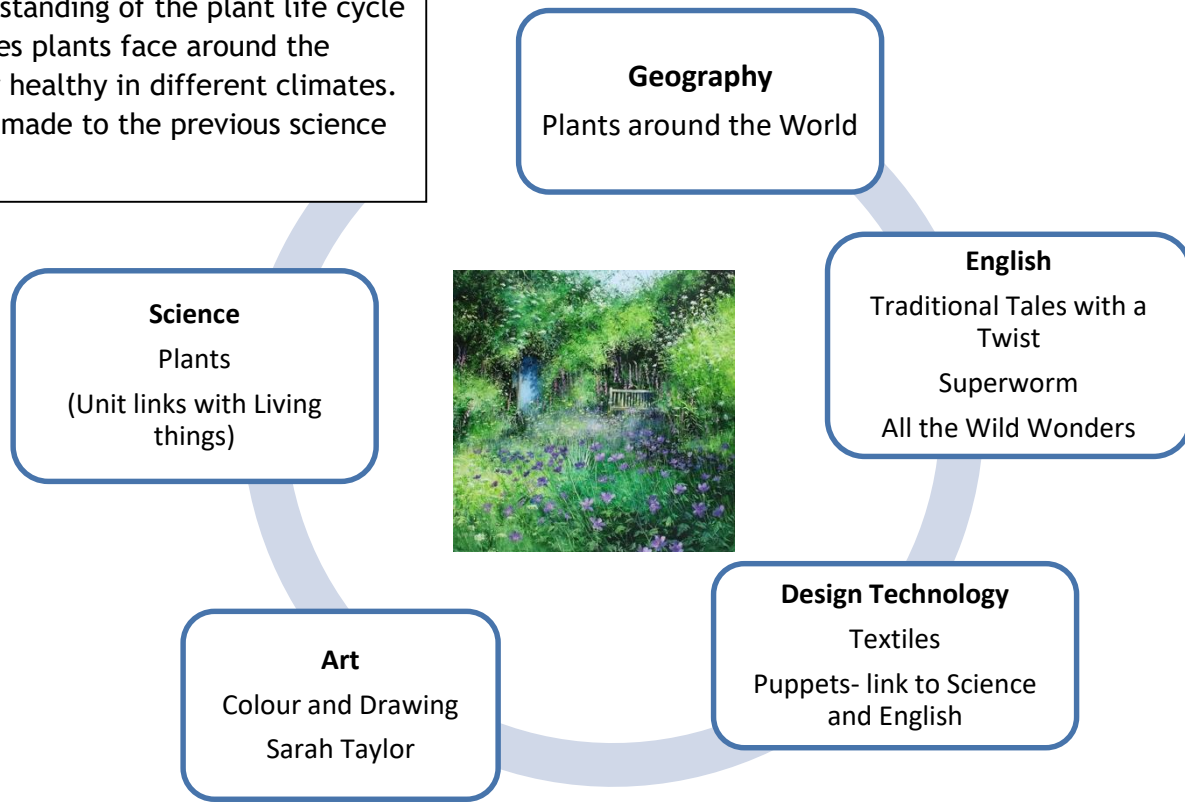 standing of the plant life cycle
es plants face around the
healthy in different climates.
made to the previous science
Geography
Plants around the World
English
Traditional Tales with a
Twist
Superworm
All the Wild Wonders
Science
Plants
(Unit links with Living
things)
Design Technology
Textiles
Puppets- link to Science
and English
Art
Colour and Drawing
Sarah Taylor